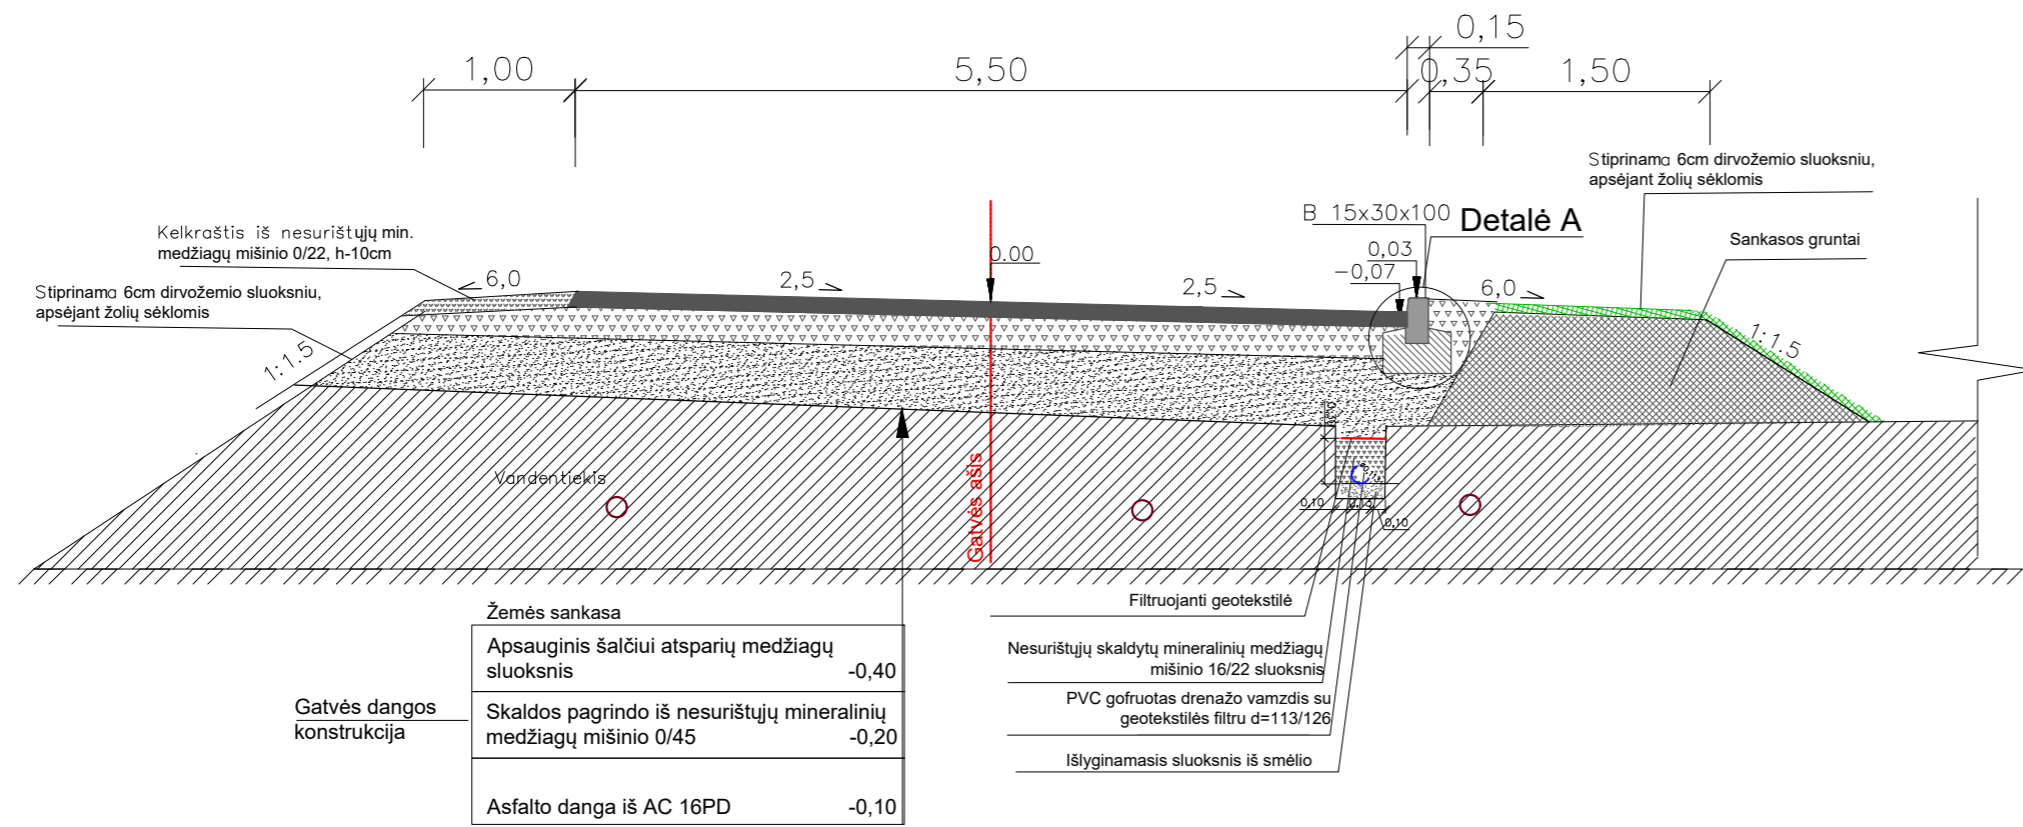 0,15
1,00
5,50
0,35
1,50
Stiprinama 6cm dirvožemio sluoksniu,
apsėjant žolių sėklomis
B 15x30x100
Detalė A
Kelkraštis iš nesurištųjų min.
medžiagų mišinio 0/22, h-10cm
Sankasos gruntai
0.00
0,03
-0,07
6,0
2,5
2,5
6,0
Stiprinama 6cm dirvožemio sluoksniu,
apsėjant žolių sėklomis
1:1.5
1:1.5
Vandentiekis
Gatvės ašis
0,10
0,10
Filtruojanti geotekstilė
Žemės sankasa
Apsauginis šalčiui atsparių medžiagų
sluoksnis -0,40
Nesurištųjų skaldytų mineralinių medžiagų
mišinio 16/22 sluoksnis
Gatvės dangos
konstrukcija
Skaldos pagrindo iš nesurištųjų mineralinių
medžiagų mišinio 0/45 -0,20
PVC gofruotas drenažo vamzdis su
geotekstilės filtru d=113/126
Išlyginamasis sluoksnis iš smėlio
Asfalto danga iš AC 16PD -0,10